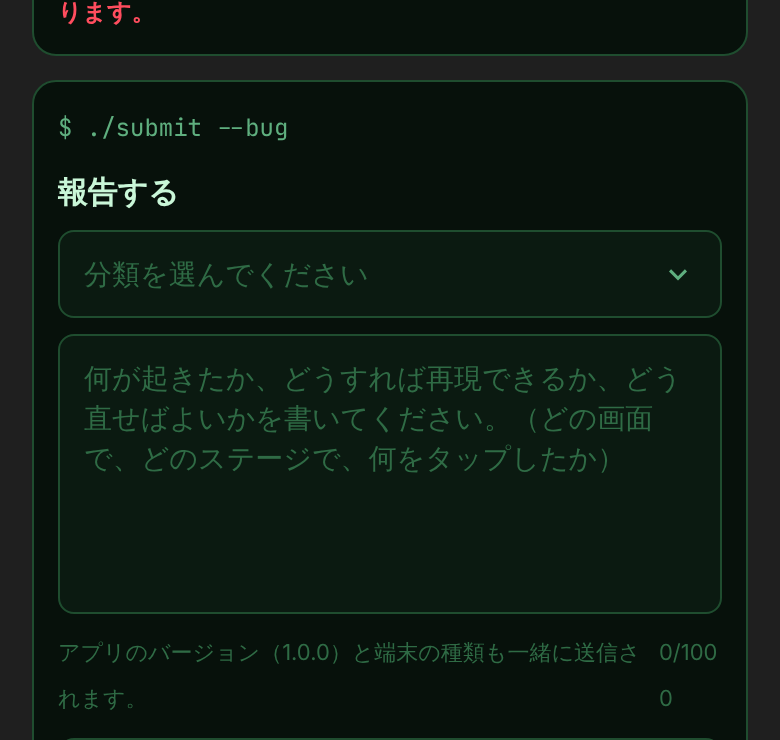 ります。
$ ./submit --bug
報告する
分類を選んでください
何が起きたか、どうすれば再現できるか、どう
直せばよいかを書いてください。（どの画面
で、どのステージで、何をタップしたか）
アプリのバージョン（1.0.0）と端末の種類も一緒に送信さ
れます。
0/100
0